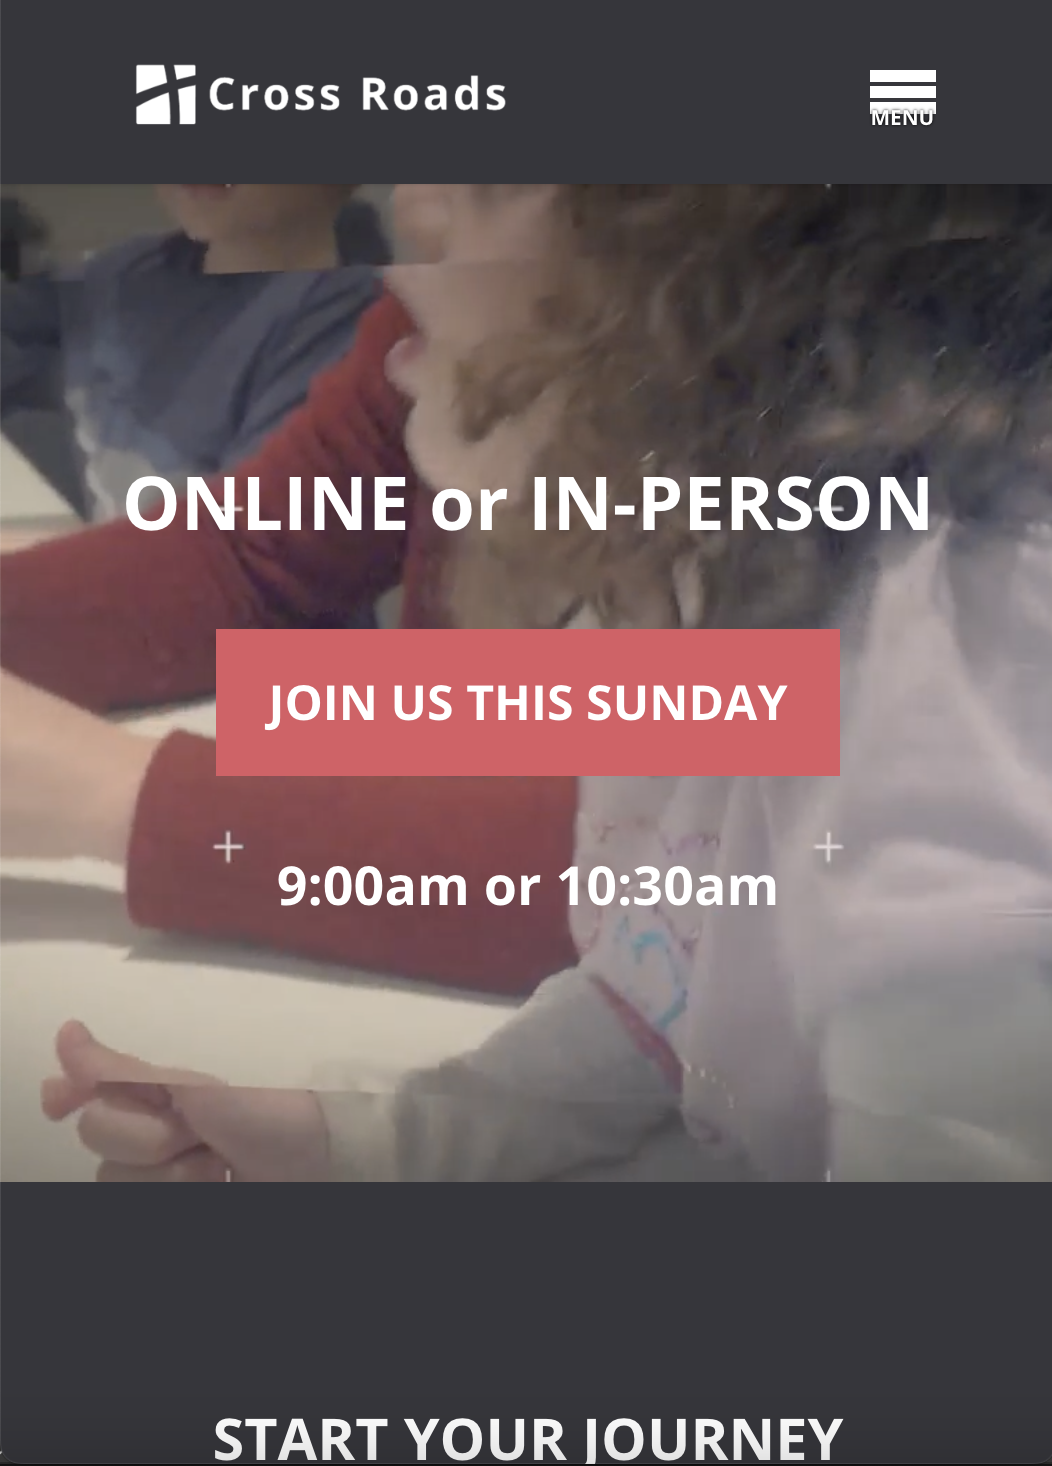 Cross Roads
MENU
ONLINE or IN-PERSON
JOIN US THIS SUNDAY
9:00am or 10:30am
START YOUR JOURNEY